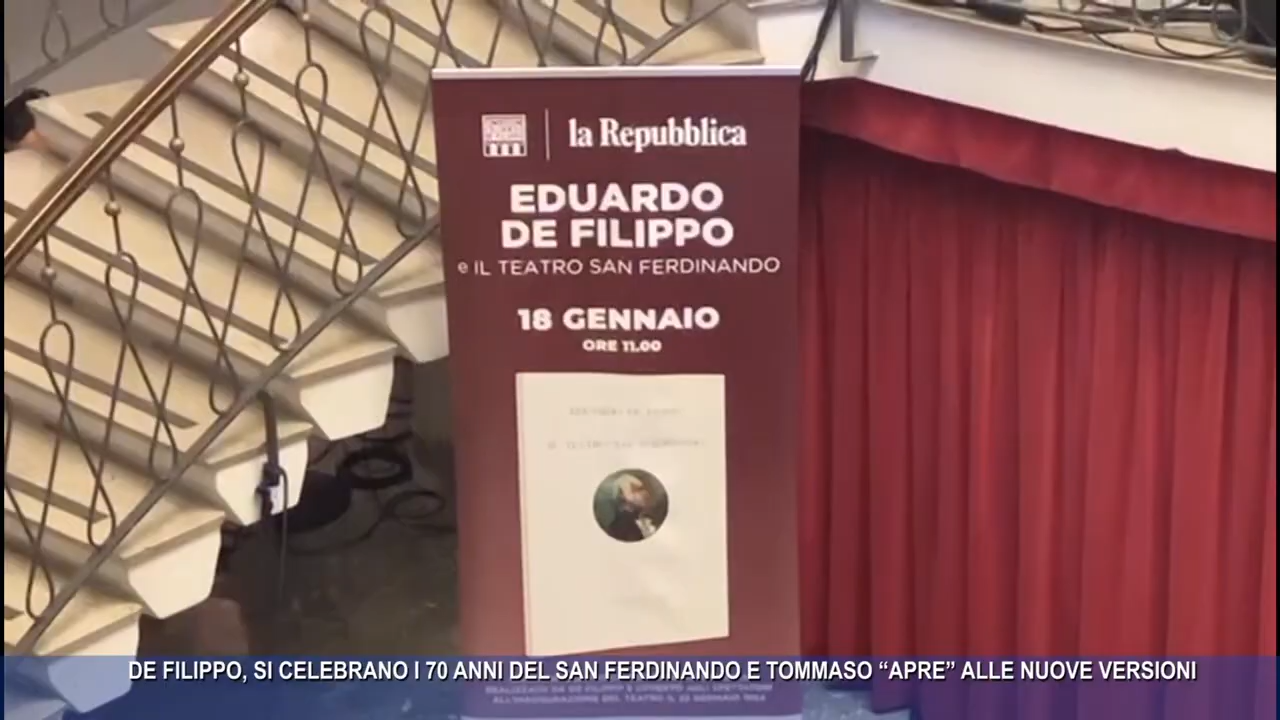 la Repubblica
EDUARDO
DE FILIPPO
e IL TEATRO SAN FERDINANDO
18 GENNAIO
ORE 11.00
DE FILIPPO, SI CELEBRANO I 70 ANNI DEL SAN FERDINANDO E TOMMASO “APRE” ALLE NUOVE VERSIONI